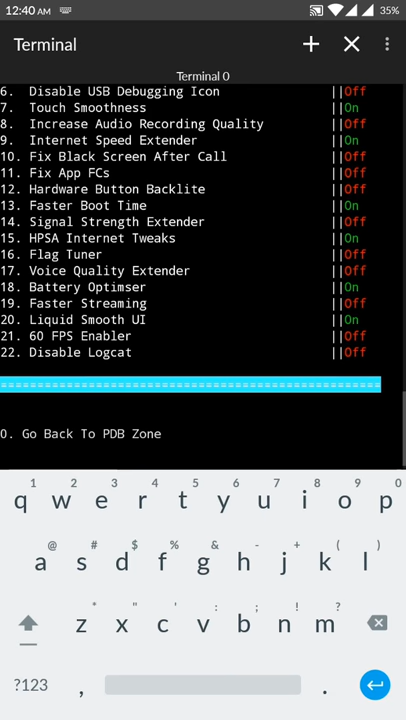 12:40 AM 35%
Terminal
Terminal 0
6. Disable USB Debugging Icon ||Off
7. Touch Smoothness ||On
8. Increase Audio Recording Quality ||Off
9. Internet Speed Extender ||On
10. Fix Black Screen After Call ||Off
11. Fix App FCs ||Off
12. Hardware Button Backlite ||Off
13. Faster Boot Time ||On
14. Signal Strength Extender ||Off
15. HPSA Internet Tweaks ||On
16. Flag Tuner ||Off
17. Voice Quality Extender ||Off
18. Battery Optimser ||On
19. Faster Streaming ||Off
20. Liquid Smooth UI ||On
21. 60 FPS Enabler ||Off
22. Disable Logcat ||Off
====================================================
0. Go Back To PDB Zone
1 2 3 4 5 6 7 8 9 0
q w e r t y u i o p
@ # $ % & - + ( )
a s d f g h j k l
* " ' : ; ! ?
z x c v b n m
?123 , .